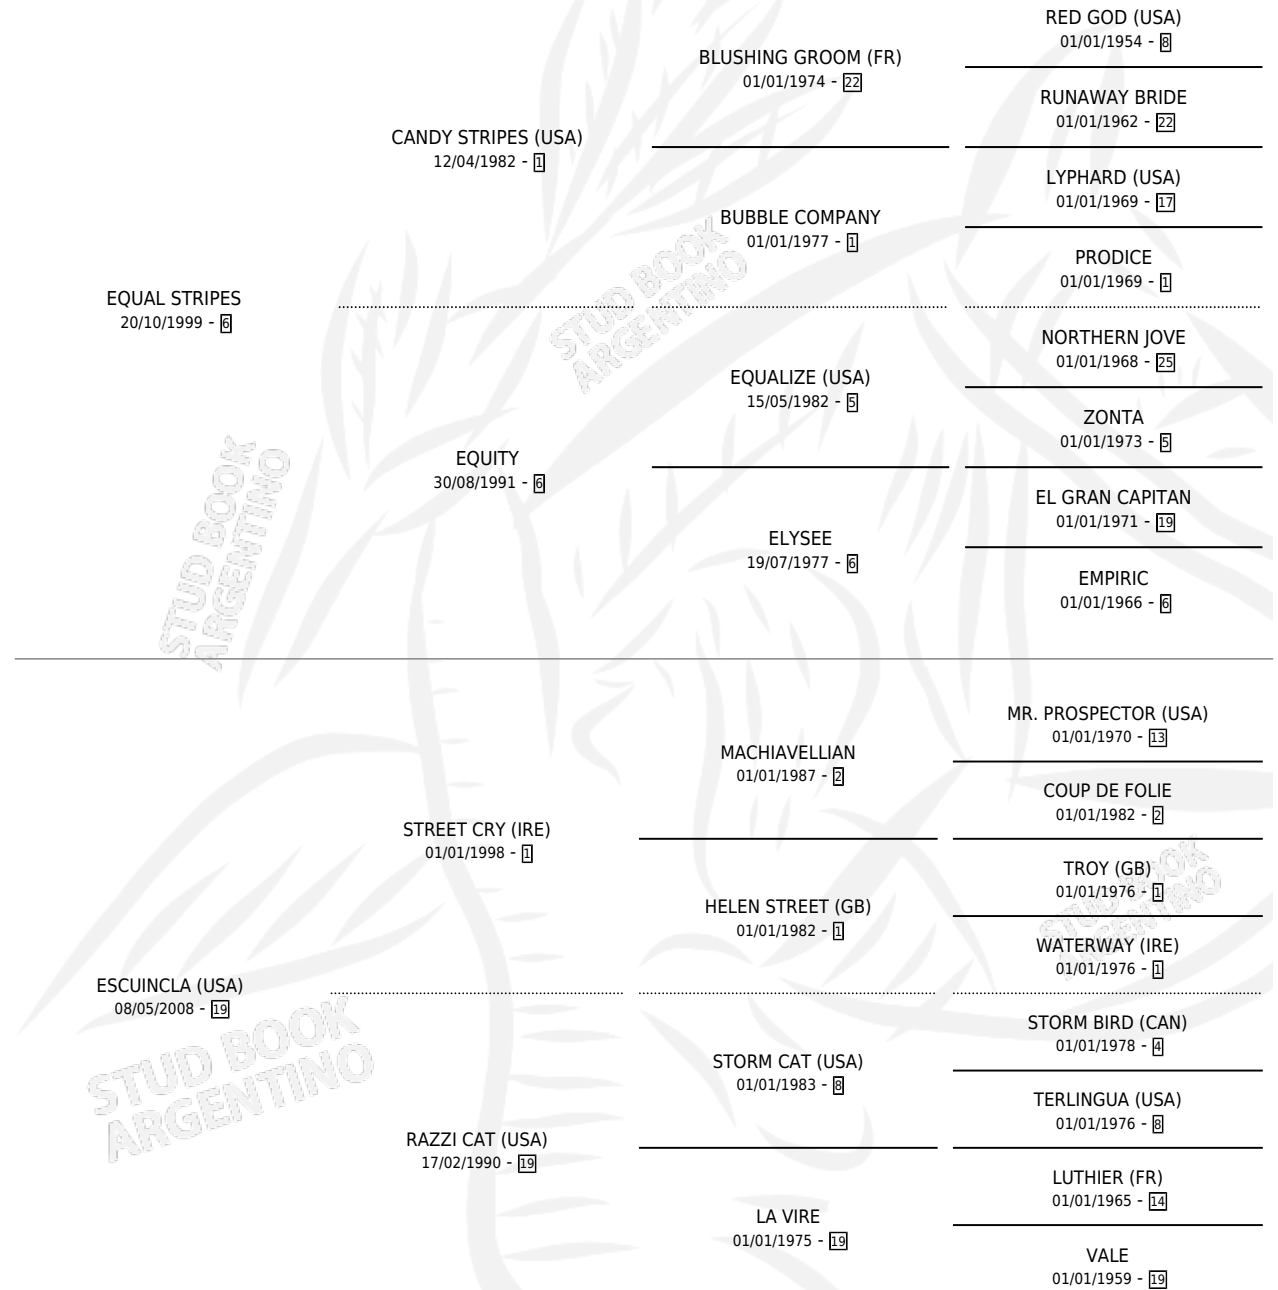 RED GOD (USA)
01/01/1954 - 8
BLUSHING GROOM (FR)
01/01/1974 - 22
RUNAWAY BRIDE
01/01/1962 - 22
CANDY STRIPES (USA)
12/04/1982 - 1
LYPHARD (USA)
01/01/1969 - 17
BUBBLE COMPANY
01/01/1977 - 1
PRODICE
01/01/1969 - 1
EQUAL STRIPES
20/10/1999 - 6
STUD BOOK
ARGENTINO
NORTHERN JOVE
01/01/1968 - 25
EQUALIZE (USA)
15/05/1982 - 5
ZONTA
01/01/1973 - 5
EQUITY
30/08/1991 - 6
EL GRAN CAPITAN
01/01/1971 - 19
ELYSEE
19/07/1977 - 6
EMPIRIC
01/01/1966 - 6
STUD BOOK
ARGENTINO
MR. PROSPECTOR (USA)
01/01/1970 - 13
MACHIAVELLIAN
01/01/1987 - 2
COUP DE FOLIE
01/01/1982 - 2
STREET CRY (IRE)
01/01/1998 - 1
TROY (GB)
01/01/1976 - 1
HELEN STREET (GB)
01/01/1982 - 1
WATERWAY (IRE)
01/01/1976 - 1
STUD BOOK
ARGENTINO
ESCUINCLA (USA)
08/05/2008 - 19
STORM BIRD (CAN)
01/01/1978 - 4
STORM CAT (USA)
01/01/1983 - 8
TERLINGUA (USA)
01/01/1976 - 8
STUD BOOK
ARGENTINO
RAZZI CAT (USA)
17/02/1990 - 19
LUTHIER (FR)
01/01/1965 - 14
LA VIRE
01/01/1975 - 19
VALE
01/01/1959 - 19